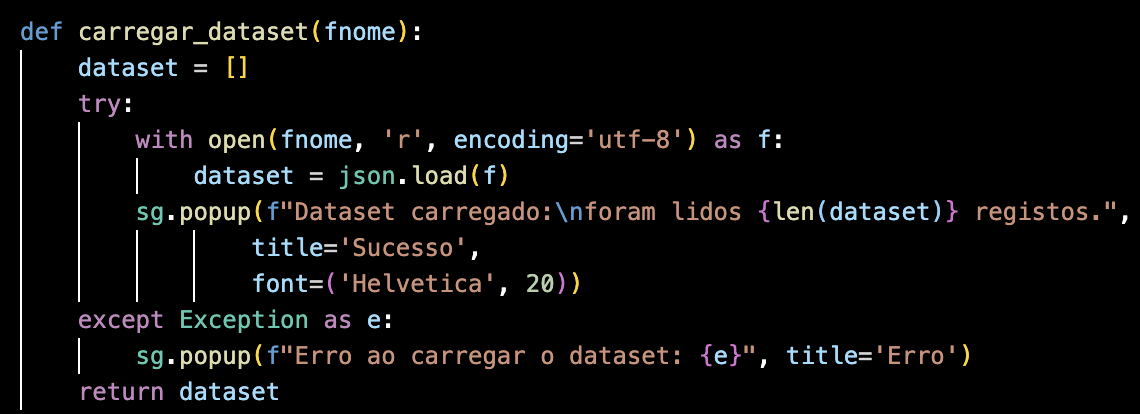 def carregar_dataset(fnome):
    dataset = []
    try:
        with open(fnome, 'r', encoding='utf-8') as f:
            dataset = json.load(f)
        sg.popup(f"Dataset carregado:\nforam lidos {len(dataset)} registos.",
                title='Sucesso',
                font=('Helvetica', 20))
    except Exception as e:
        sg.popup(f"Erro ao carregar o dataset: {e}", title='Erro')
    return dataset